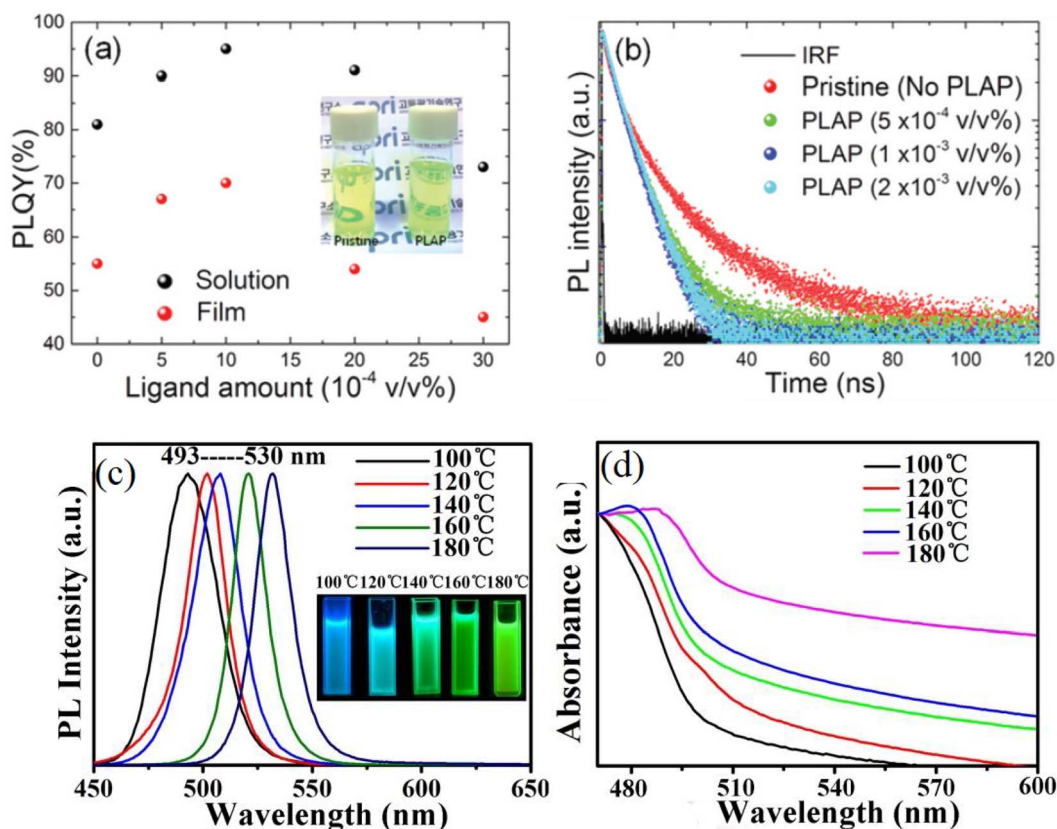 (a)
100
90
80
70
60
50
40
PLQY(%)
Solution
Film
Pristine
PLAP
0 5 10 15 20 25 30
Ligand amount (10⁻⁴ v/v%)
(b)
IRF
Pristine (No PLAP)
PLAP (5 x10⁻⁴ v/v%)
PLAP (1 x10⁻³ v/v%)
PLAP (2 x10⁻³ v/v%)
PL intensity (a.u.)
0 20 40 60 80 100 120
Time (ns)
(c)
493-----530 nm
100℃
120℃
140℃
160℃
180℃
100℃ 120℃ 140℃ 160℃ 180℃
PL Intensity (a.u.)
450 500 550 600 650
Wavelength (nm)
(d)
100℃
120℃
140℃
160℃
180℃
Absorbance (a.u.)
480 510 540 570 600
Wavelength (nm)